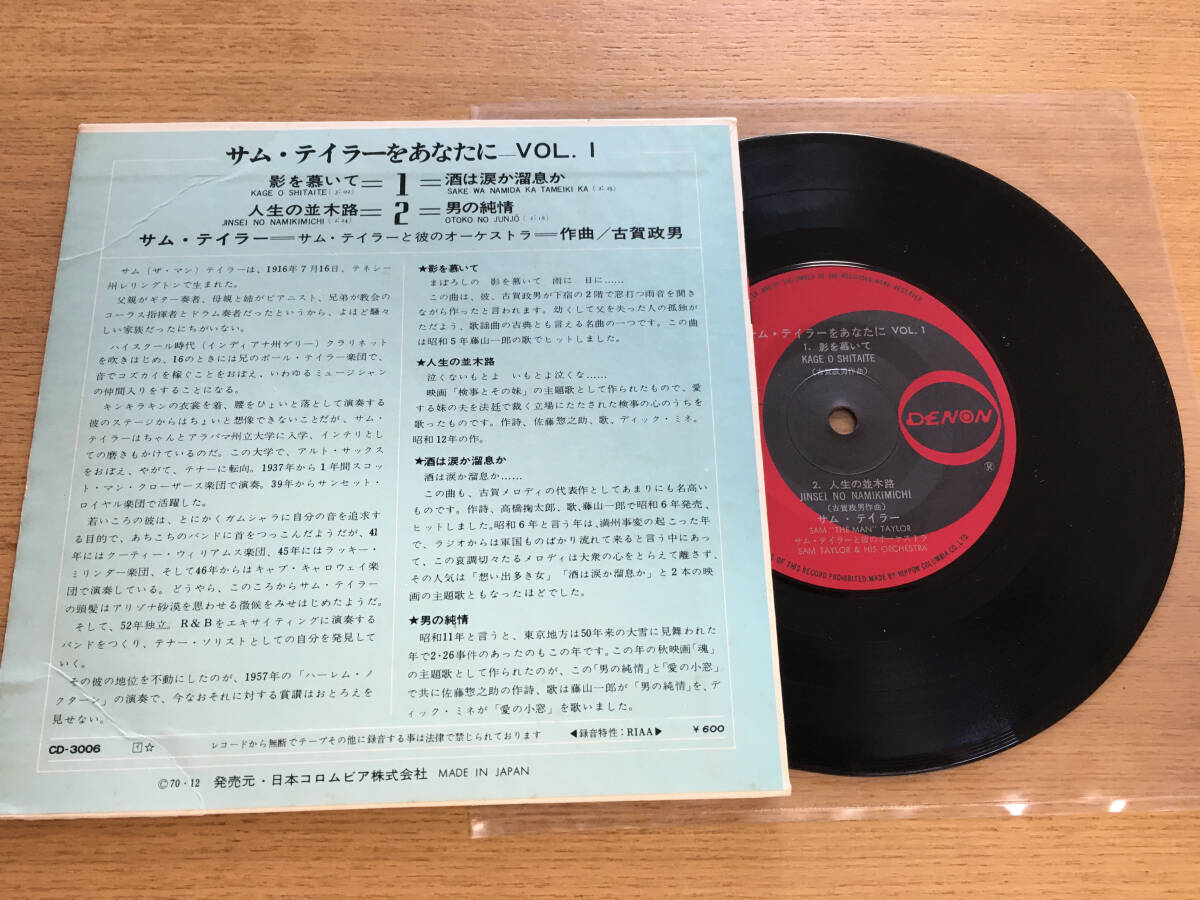 サム・テイラーをあなたに—VOL. 1
影を慕いて＝1＝酒は涙か溜息か
KAGE O SHITAITE SAKE WA NAMIDA KA TAMEIKI KA
人生の並木路＝2＝男の純情
JINSEI NO NAMIKIMICHI OTOKO NO JUNJŌ
サム・テイラー＝サム・テイラーと彼のオーケストラ＝作曲／古賀政男
サム（ザ・マン）テイラーは、1916年7月16日、テネシー
州レリングトンで生まれた。
父親がギター奏者、母親と姉がピアニスト、兄弟が教会の
コーラス指揮者とドラム奏者だったというから、よほど騒々
しい家族だったにちがいない。
ハイスクール時代（インディアナ州ゲリー）クラリネット
を吹きはじめ、16のときには兄のポール・テイラー楽団で、
音でコズカイを稼ぐことをおぼえ、いわゆるミュージシャン
の仲間入りをすることになる。
キンキラキンの衣裳を着、腰をひょいと落として演奏する
彼のステージからはちょいと想像できないことだが、サム・
テイラーはちゃんとアラバマ州立大学に入学、インテリとし
ての磨きもかけているのだ。この大学で、アルト・サックス
をおぼえ、やがて、テナーに転向。1937年から1年間スコッ
ト・マン・クローザース楽団で演奏。39年からサンセット・
ロイヤル楽団で活躍した。
若いころの彼は、とにかくガムシャラに自分の音を追求す
る目的で、あちこちのバンドに首をつっこんだようだが、41
年にはクーティー・ウィリアムス楽団、45年にはラッキー・
ミリンダー楽団、そして46年からはキャブ・キャロウェイ楽
団で演奏している。どうやら、このころからサム・テイラー
の頭髪はアリゾナ砂漠を思わせる徴候をみせはじめたようだ。
そして、52年独立。R＆Bをエキサイティングに演奏する
バンドをつくり、テナー・ソリストとしての自分を発見して
いく。
その彼の地位を不動にしたのが、1957年の「ハーレム・ノ
クターン」の演奏で、今なおそれに対する賞讃はおとろえを
見せない。
★影を慕いて
まぼろしの 影を慕いて 雨に 日に……
この曲は、彼、古賀政男が下宿の2階で窓打つ雨音を聞き
ながら作ったと言われます。幼くして父を失った人の孤独が
ただよう、歌謡曲の古典とも言える名曲の一つです。この曲
は昭和5年藤山一郎の歌でヒットしました。
★人生の並木路
泣くないもとよ いもとよ泣くな……
映画「検事とその妹」の主題歌として作られたもので、愛
する妹の夫を法廷で裁く立場にたたされた検事の心のうちを
歌ったものです。作詩、佐藤惣之助、歌、ディック・ミネ。
昭和12年の作。
★酒は涙か溜息か
酒は涙か溜息か……
この曲も、古賀メロディの代表作としてあまりにも名高い
ものです。作詩、高橋掬太郎、歌、藤山一郎で昭和6年発売、
ヒットしました。昭和6年と言う年は、満州事変の起こった年
で、ラジオからは軍国ものばかり流れて来ると言う中にあっ
て、この哀調切々たるメロディは大衆の心をとらえて離さず、
その人気は「想い出多き女」「酒は涙か溜息か」と2本の映
画の主題歌ともなったほどでした。
★男の純情
昭和11年と言うと、東京地方は50年来の大雪に見舞われた
年で2・26事件のあったのもこの年です。この年の秋映画「魂」
の主題歌として作られたのが、この「男の純情」と「愛の小窓」
で共に佐藤惣之助の作詩、歌は藤山一郎が「男の純情」を、デ
ィック・ミネが「愛の小窓」を歌いました。
CD-3006 イ☆ レコードから無断でテープその他に録音する事は法律で禁じられております ◀録音特性：RIAA▶ ￥600
©70・12 発売元・日本コロムビア株式会社 MADE IN JAPAN
サム・テイラーをあなたに VOL. 1
1. 影を慕いて
KAGE O SHITAITE
（古賀政男作曲）
DENON
®
2. 人生の並木路
JINSEI NO NAMIKIMICHI
（古賀政男作曲）
サム・テイラー
SAM "THE MAN" TAYLOR
サム・テイラーと彼のオーケストラ
SAM TAYLOR & HIS ORCHESTRA
OF THIS RECORD PROHIBITED. MADE BY NIPPON COLUMBIA CO., LTD.